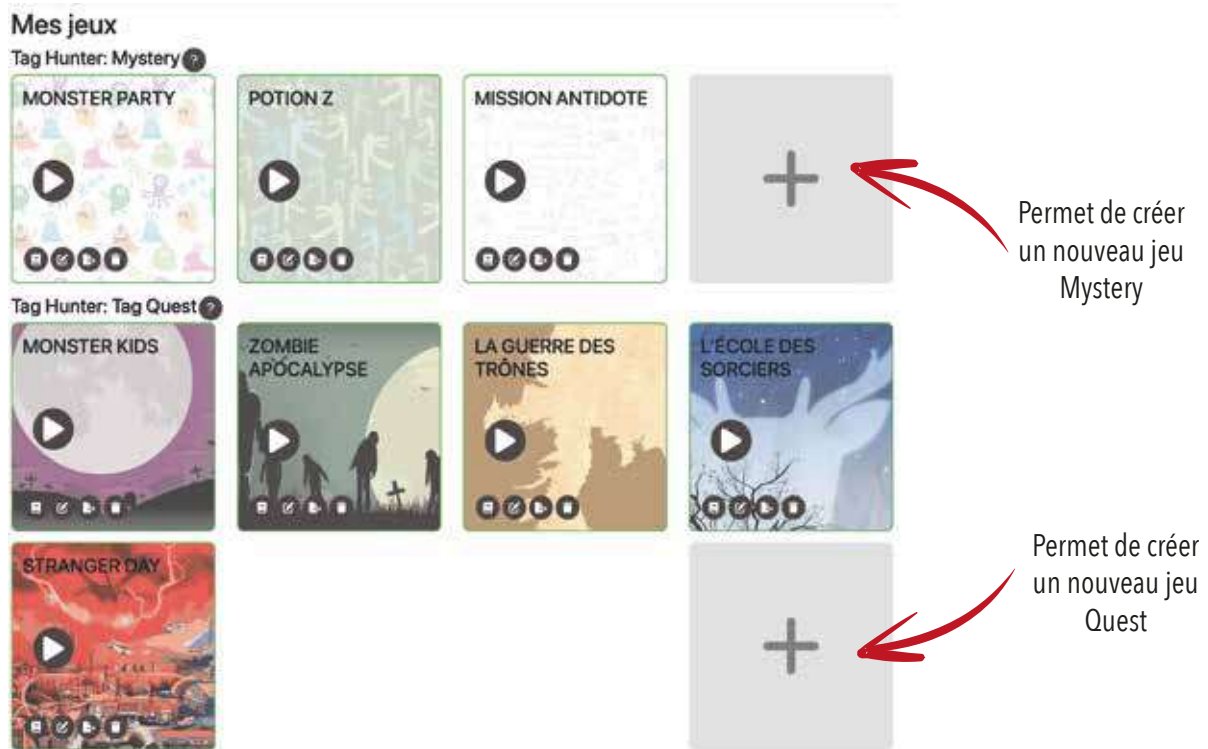 Mes jeux
Tag Hunter: Mystery ?
MONSTER PARTY
POTION Z
MISSION ANTIDOTE
Permet de créer
un nouveau jeu
Mystery
Tag Hunter: Tag Quest ?
MONSTER KIDS
ZOMBIE
APOCALYPSE
LA GUERRE DES
TRÔNES
L'ÉCOLE DES
SORCIERS
STRANGER DAY
Permet de créer
un nouveau jeu
Quest